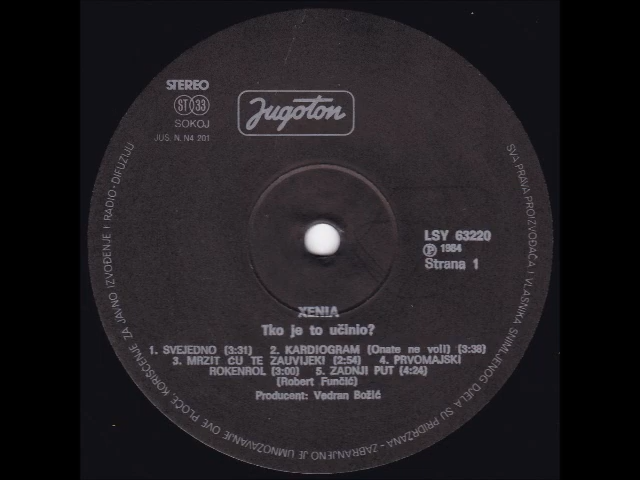 STEREO
ST 33
SOKOJ
JUS. N. N4 201
Jugoton
LSY 63220
℗ 1984
Strana 1
XENIA
Tko je to učinio?
1. SVEJEDNO (3:31) 2. KARDIOGRAM (Onate ne voli) (3:38)
3. MRZIT ĆU TE ZAUVIJEK! (2:54) 4. PRVOMAJSKI
ROKENROL (3:00) 5. ZADNJI PUT (4:24)
(Robert Funčić)
Producent: Vedran Božić
SVA PRAVA PROIZVOĐAČA I VLASNIKA SNIMLJENOG DJELA SU PRIDRŽANA - ZABRANJENO JE UMNOŽAVANJE OVE PLOČE, KORIŠĆENJE ZA JAVNO IZVOĐENJE I RADIO-DIFUZIJU